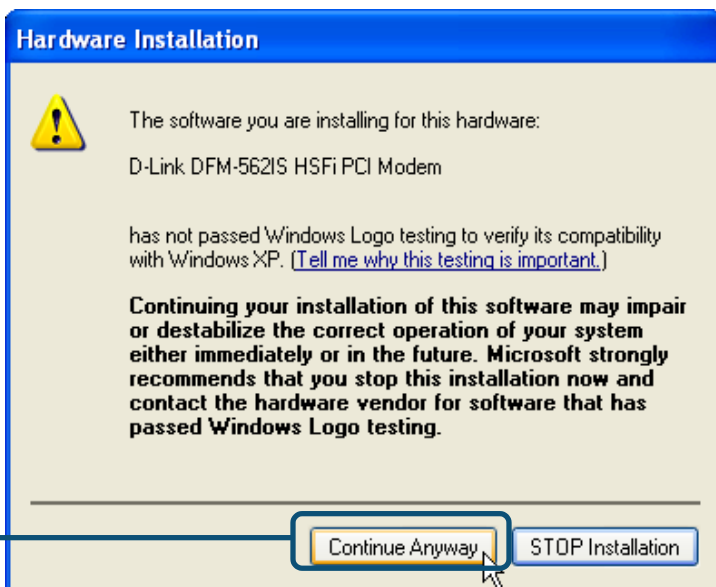 Hardware Installation
The software you are installing for this hardware:
D-Link DFM-562IS HSFi PCI Modem
has not passed Windows Logo testing to verify its compatibility
with Windows XP. (Tell me why this testing is important.)
Continuing your installation of this software may impair
or destabilize the correct operation of your system
either immediately or in the future. Microsoft strongly
recommends that you stop this installation now and
contact the hardware vendor for software that has
passed Windows Logo testing.
Continue Anyway
STOP Installation